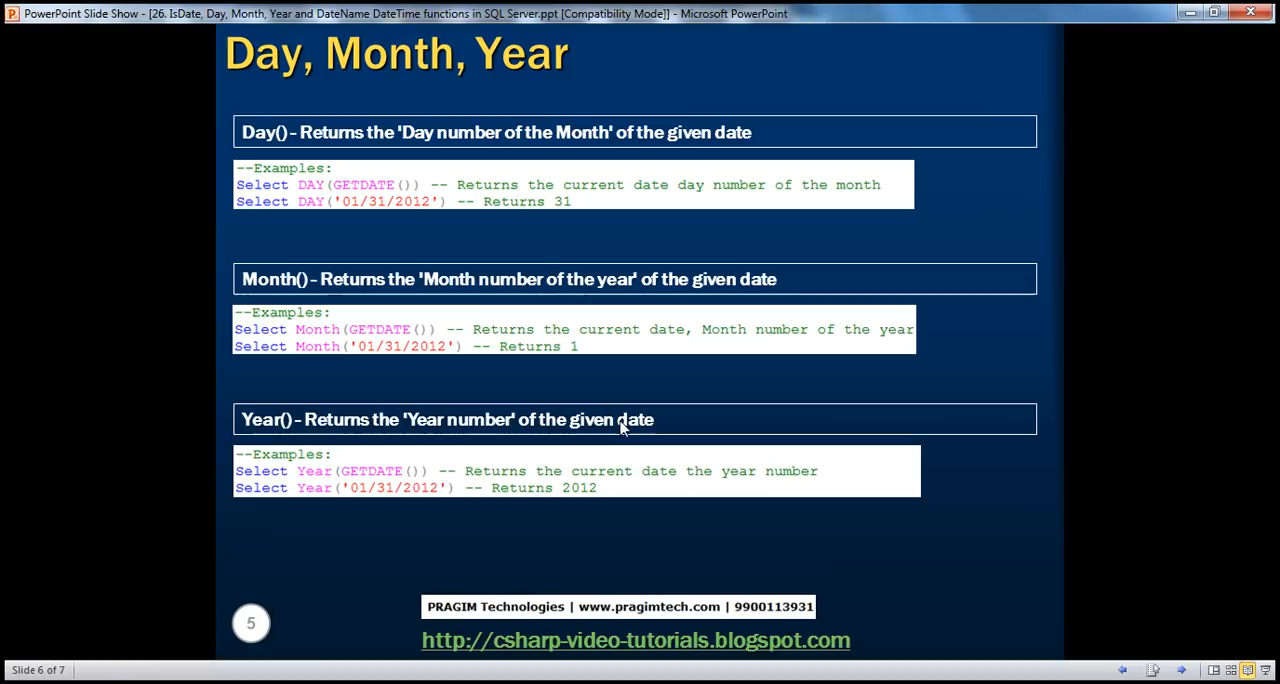 PowerPoint Slide Show - [26. IsDate, Day, Month, Year and DateName DateTime functions in SQL Server.ppt [Compatibility Mode]] - Microsoft PowerPoint
Day, Month, Year
Day() - Returns the 'Day number of the Month' of the given date
--Examples:
Select DAY(GETDATE()) -- Returns the current date day number of the month
Select DAY('01/31/2012') -- Returns 31
Month() - Returns the 'Month number of the year' of the given date
--Examples:
Select Month(GETDATE()) -- Returns the current date, Month number of the year
Select Month('01/31/2012') -- Returns 1
Year() - Returns the 'Year number' of the given date
--Examples:
Select Year(GETDATE()) -- Returns the current date the year number
Select Year('01/31/2012') -- Returns 2012
PRAGIM Technologies | www.pragimtech.com | 9900113931
5
http://csharp-video-tutorials.blogspot.com
Slide 6 of 7